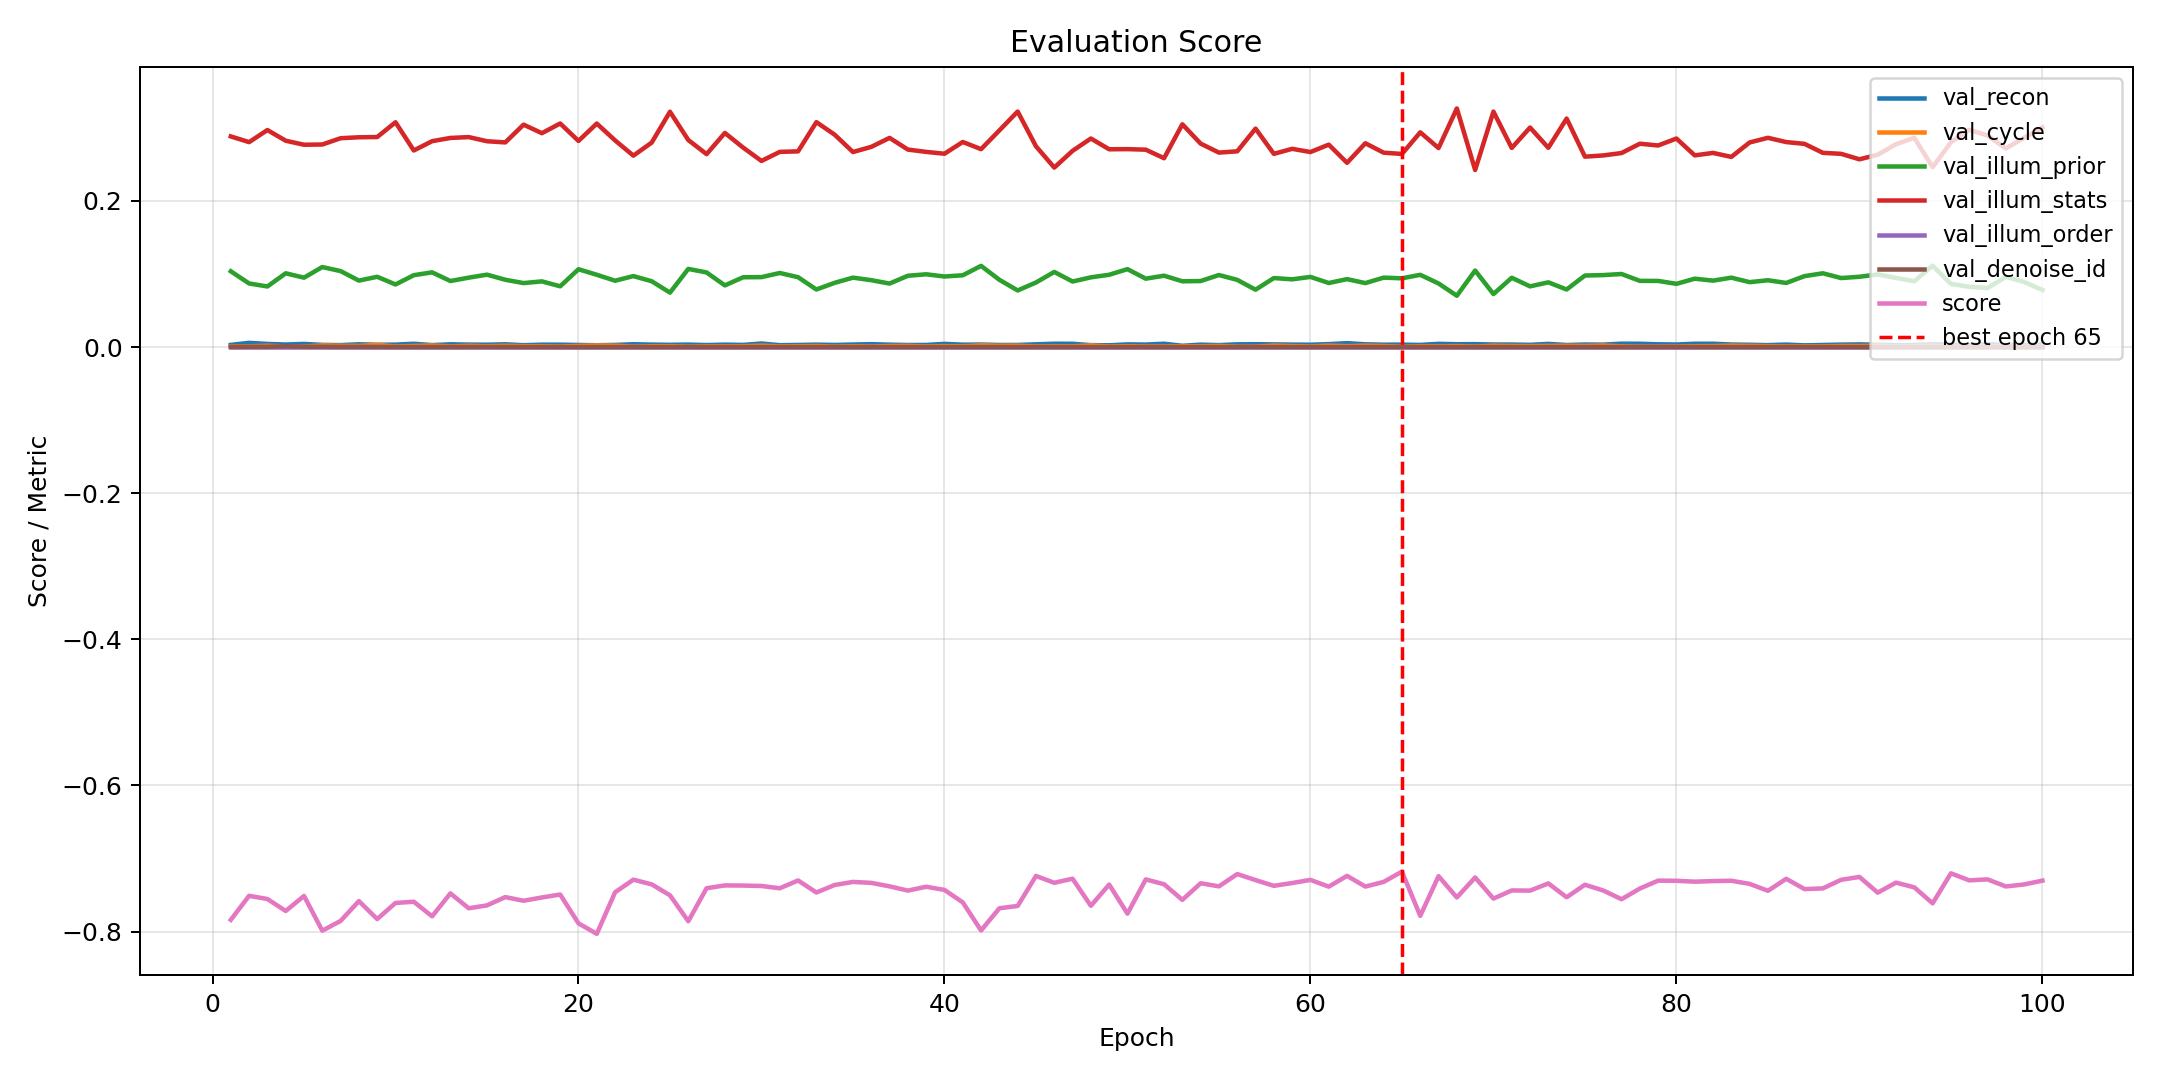 Evaluation Score
Score / Metric
0.2
0.0
−0.2
−0.4
−0.6
−0.8
0
20
40
60
80
100
Epoch
val_recon
val_cycle
val_illum_prior
val_illum_stats
val_illum_order
val_denoise_id
score
best epoch 65